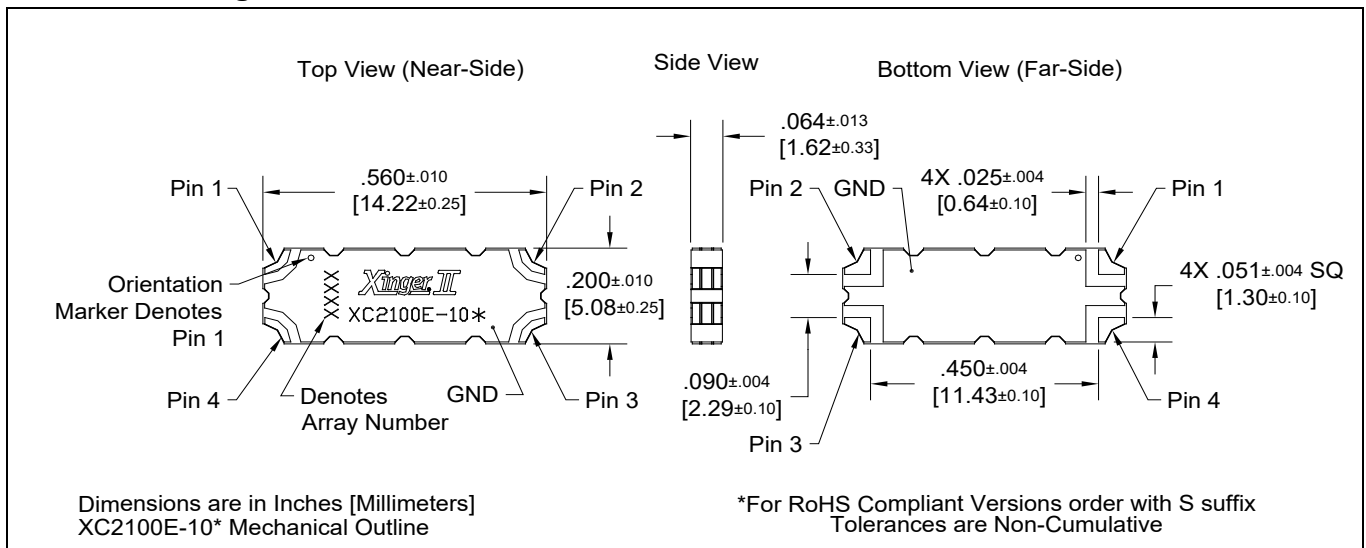 Top View (Near-Side)
Side View
Bottom View (Far-Side)
.064±.013
[1.62±0.33]
Pin 1
.560±.010
[14.22±0.25]
Pin 2
Pin 2
GND
4X .025±.004
[0.64±0.10]
Pin 1
Orientation
Marker Denotes
Pin 1
XXXX
Xinger II
XC2100E-10*
.200±.010
[5.08±0.25]
4X .051±.004 SQ
[1.30±0.10]
Pin 4
Denotes
Array Number
GND
Pin 3
.090±.004
[2.29±0.10]
Pin 3
.450±.004
[11.43±0.10]
Pin 4
Dimensions are in Inches [Millimeters]
XC2100E-10* Mechanical Outline
*For RoHS Compliant Versions order with S suffix
Tolerances are Non-Cumulative